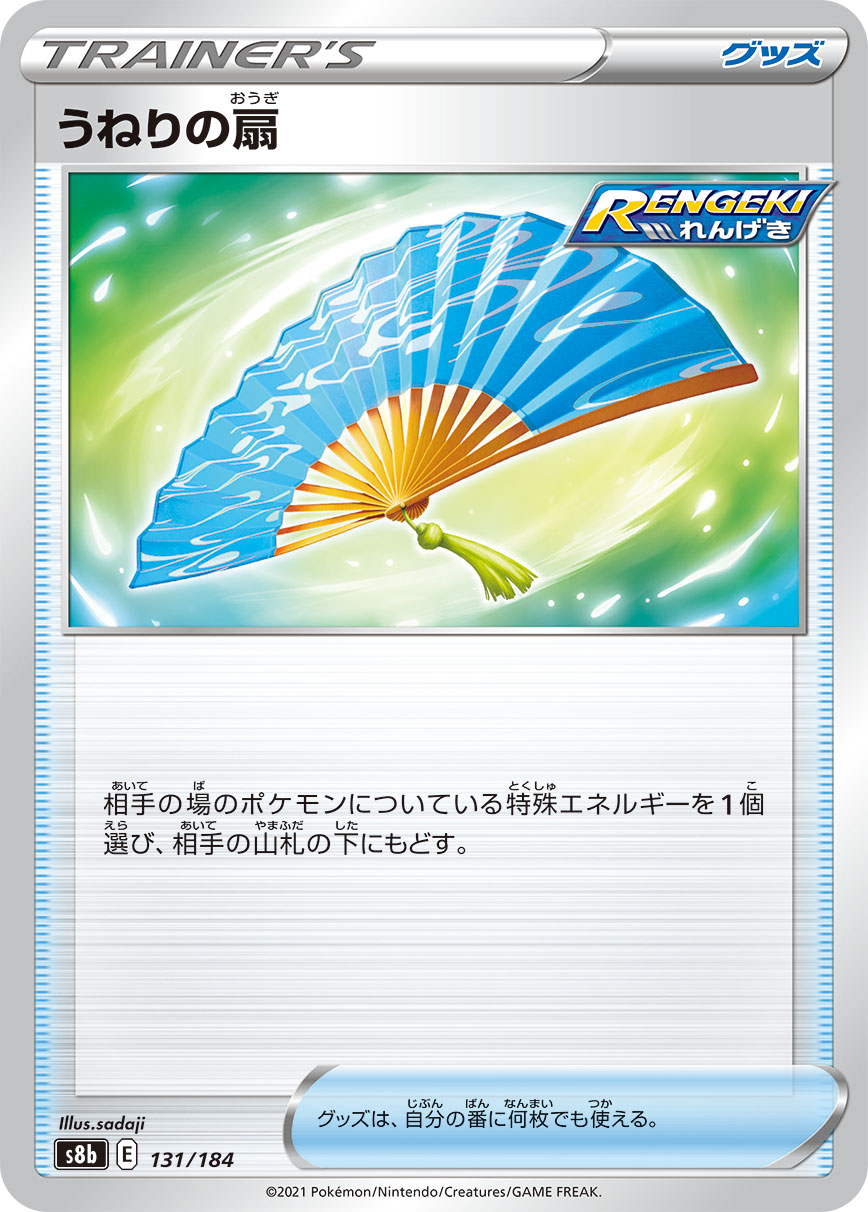 TRAINER'S
グッズ
おうぎ
うねりの扇
RENGEKI
れんげき
あいて ば とくしゅ こ
相手の場のポケモンについている特殊エネルギーを1個
えら あいて やまふだ した
選び、相手の山札の下にもどす。
じぶん ばん なんまい つか
グッズは、自分の番に何枚でも使える。
Illus.sadaji
s8b E 131/184
©2021 Pokémon/Nintendo/Creatures/GAME FREAK.